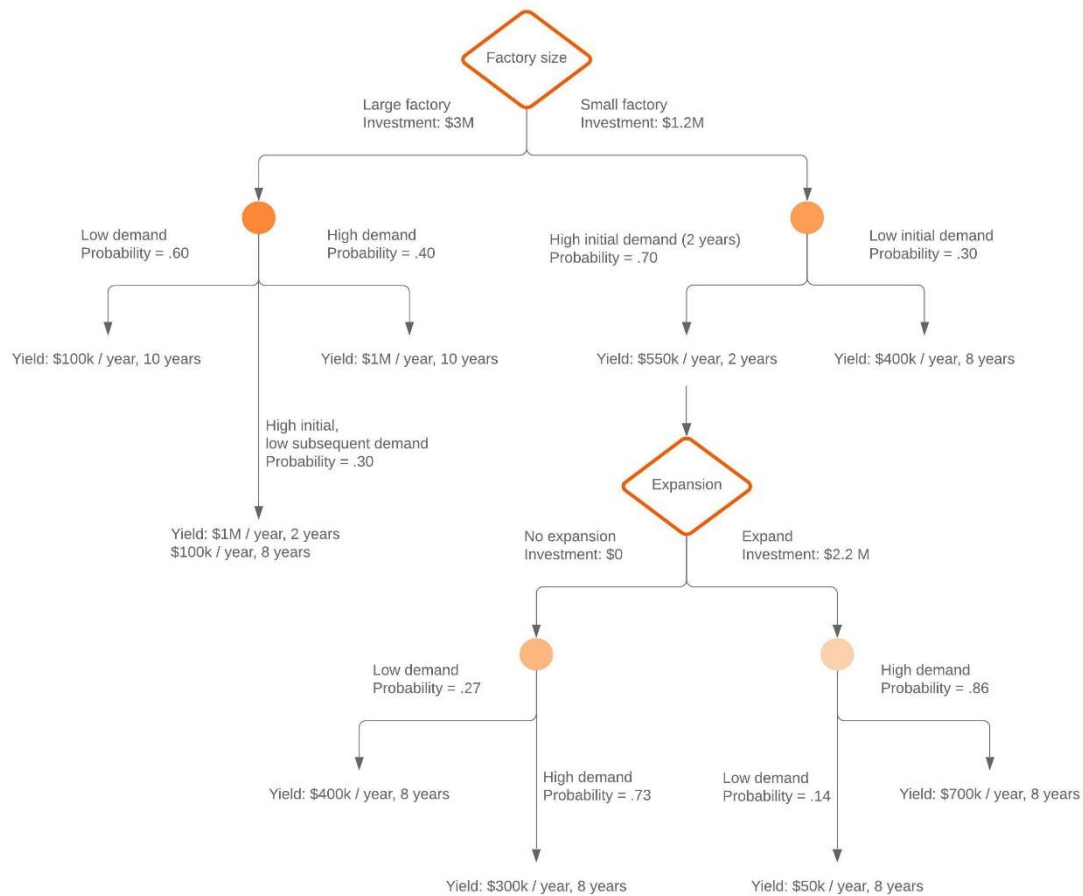 Factory size
Large factory
Investment: $3M
Small factory
Investment: $1.2M
Low demand
Probability = .60
High demand
Probability = .40
High initial demand (2 years)
Probability = .70
Low initial demand
Probability = .30
Yield: $100k / year, 10 years
Yield: $1M / year, 10 years
Yield: $550k / year, 2 years
Yield: $400k / year, 8 years
High initial,
low subsequent demand
Probability = .30
Yield: $1M / year, 2 years
$100k / year, 8 years
Expansion
No expansion
Investment: $0
Expand
Investment: $2.2 M
Low demand
Probability = .27
High demand
Probability = .86
High demand
Probability = .73
Low demand
Probability = .14
Yield: $400k / year, 8 years
Yield: $700k / year, 8 years
Yield: $300k / year, 8 years
Yield: $50k / year, 8 years